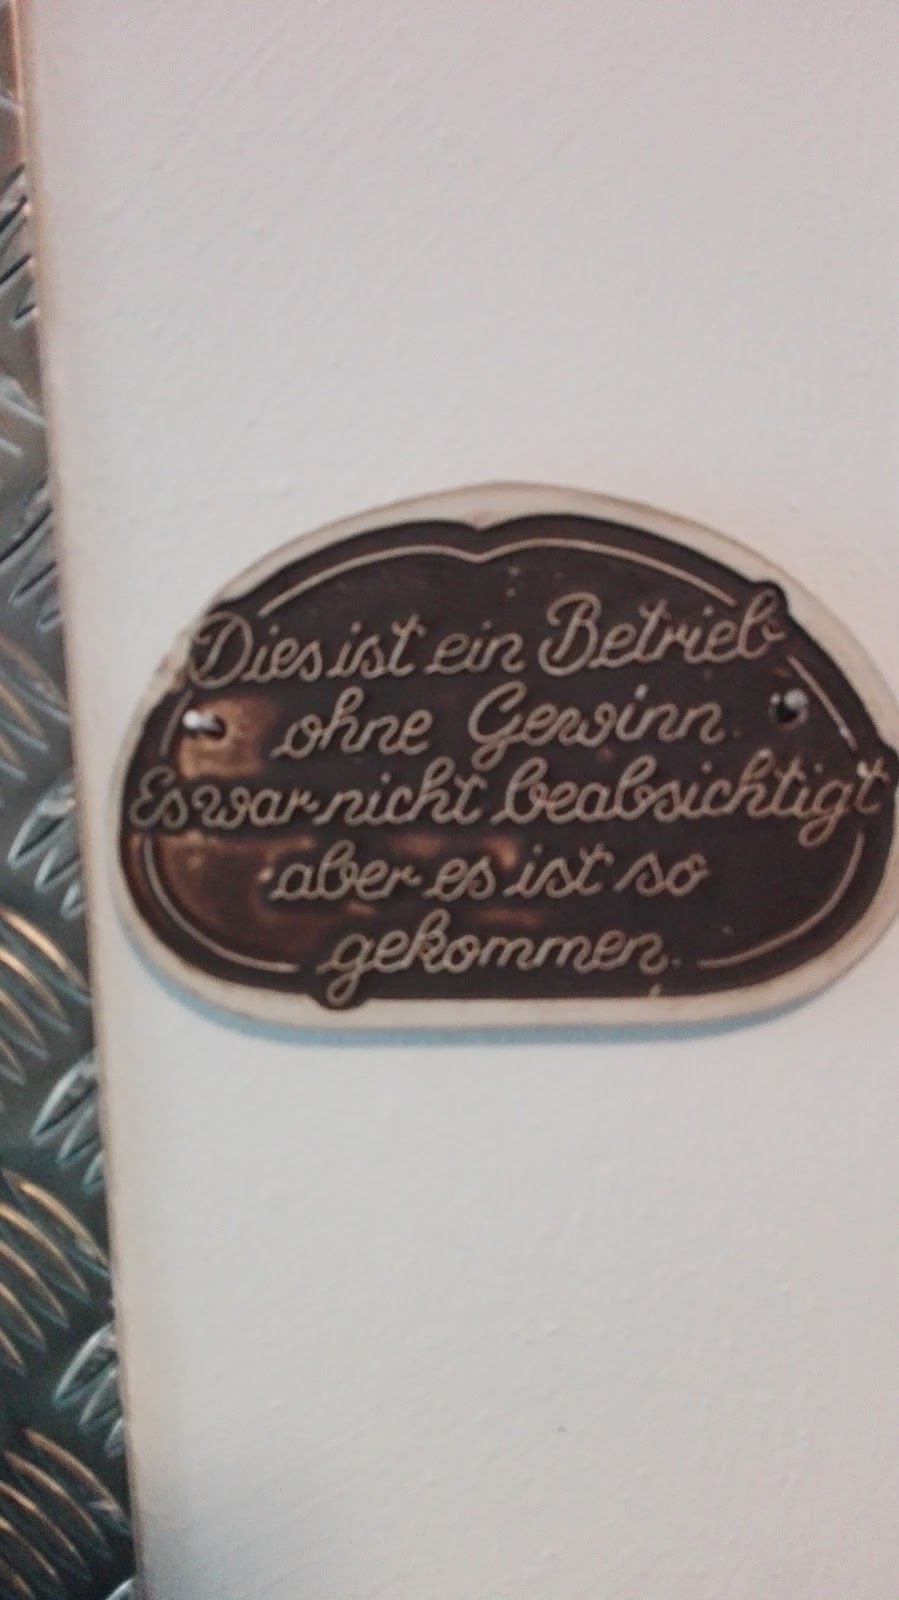 Dies ist ein Betrieb
ohne Gewinn.
Es war nicht beabsichtigt
aber es ist so
gekommen.